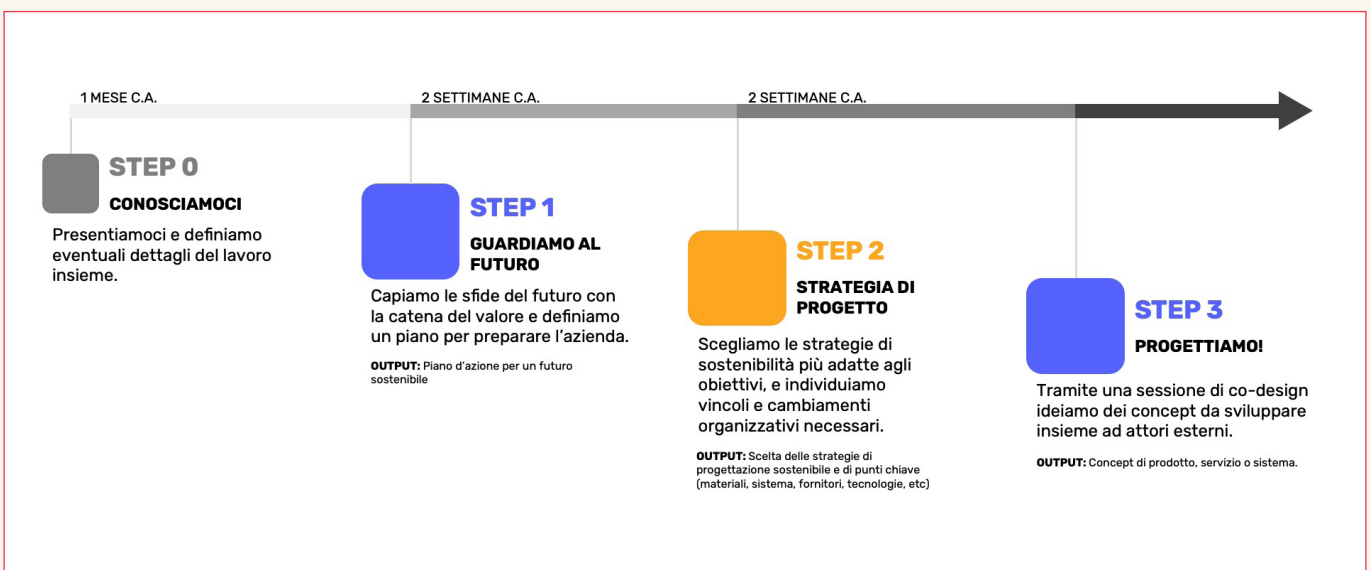 1 MESE C.A.
2 SETTIMANE C.A.
2 SETTIMANE C.A.
STEP 0
CONOSCIAMOCI
Presentiamoci e definiamo
eventuali dettagli del lavoro
insieme.
STEP 1
GUARDIAMO AL
FUTURO
Capiamo le sfide del futuro con
la catena del valore e definiamo
un piano per preparare l'azienda.
OUTPUT: Piano d'azione per un futuro
sostenibile
STEP 2
STRATEGIA DI
PROGETTO
Scegliamo le strategie di
sostenibilità più adatte agli
obiettivi, e individuiamo
vincoli e cambiamenti
organizzativi necessari.
OUTPUT: Scelta delle strategie di
progettazione sostenibile e di punti chiave
(materiali, sistema, fornitori, tecnologie, etc)
STEP 3
PROGETTIAMO!
Tramite una sessione di co-design
ideiamo dei concept da sviluppare
insieme ad attori esterni.
OUTPUT: Concept di prodotto, servizio o sistema.